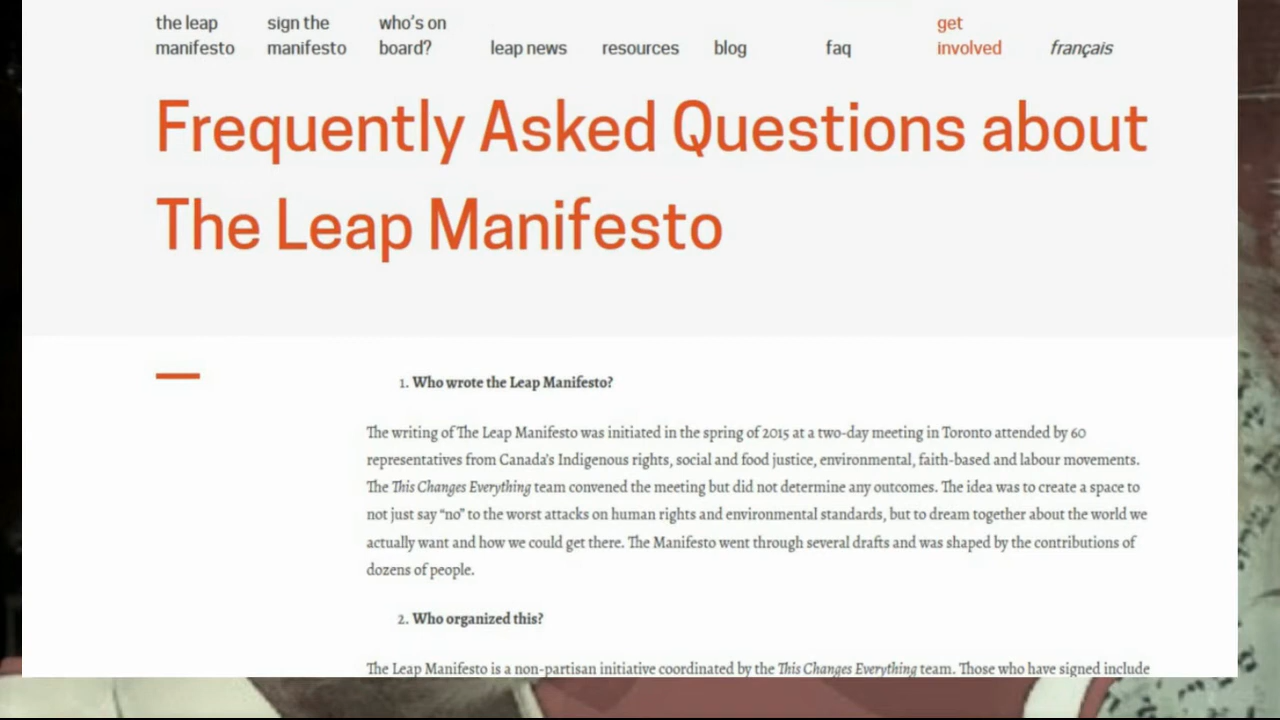 the leap manifesto
sign the manifesto
who's on board?
leap news
resources
blog
faq
get involved
français
Frequently Asked Questions about
The Leap Manifesto
1. Who wrote the Leap Manifesto?
The writing of The Leap Manifesto was initiated in the spring of 2015 at a two-day meeting in Toronto attended by 60
representatives from Canada's Indigenous rights, social and food justice, environmental, faith-based and labour movements.
The This Changes Everything team convened the meeting but did not determine any outcomes. The idea was to create a space to
not just say “no” to the worst attacks on human rights and environmental standards, but to dream together about the world we
actually want and how we could get there. The Manifesto went through several drafts and was shaped by the contributions of
dozens of people.
2. Who organized this?
The Leap Manifesto is a non-partisan initiative coordinated by the This Changes Everything team. Those who have signed include